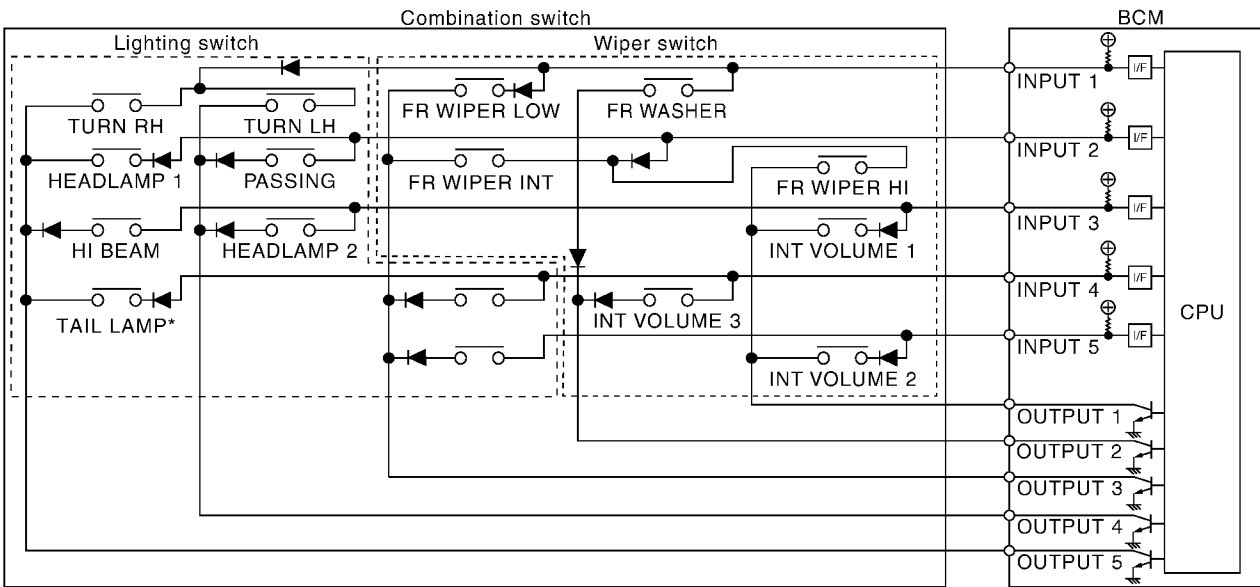 Combination switch
BCM
Lighting switch
Wiper switch
INPUT 1
I/F
TURN RH
TURN LH
FR WIPER LOW
FR WASHER
INPUT 2
I/F
HEADLAMP 1
PASSING
FR WIPER INT
FR WIPER HI
INPUT 3
I/F
HI BEAM
HEADLAMP 2
INT VOLUME 1
INPUT 4
I/F
TAIL LAMP*
INT VOLUME 3
CPU
INPUT 5
I/F
INT VOLUME 2
OUTPUT 1
OUTPUT 2
OUTPUT 3
OUTPUT 4
OUTPUT 5